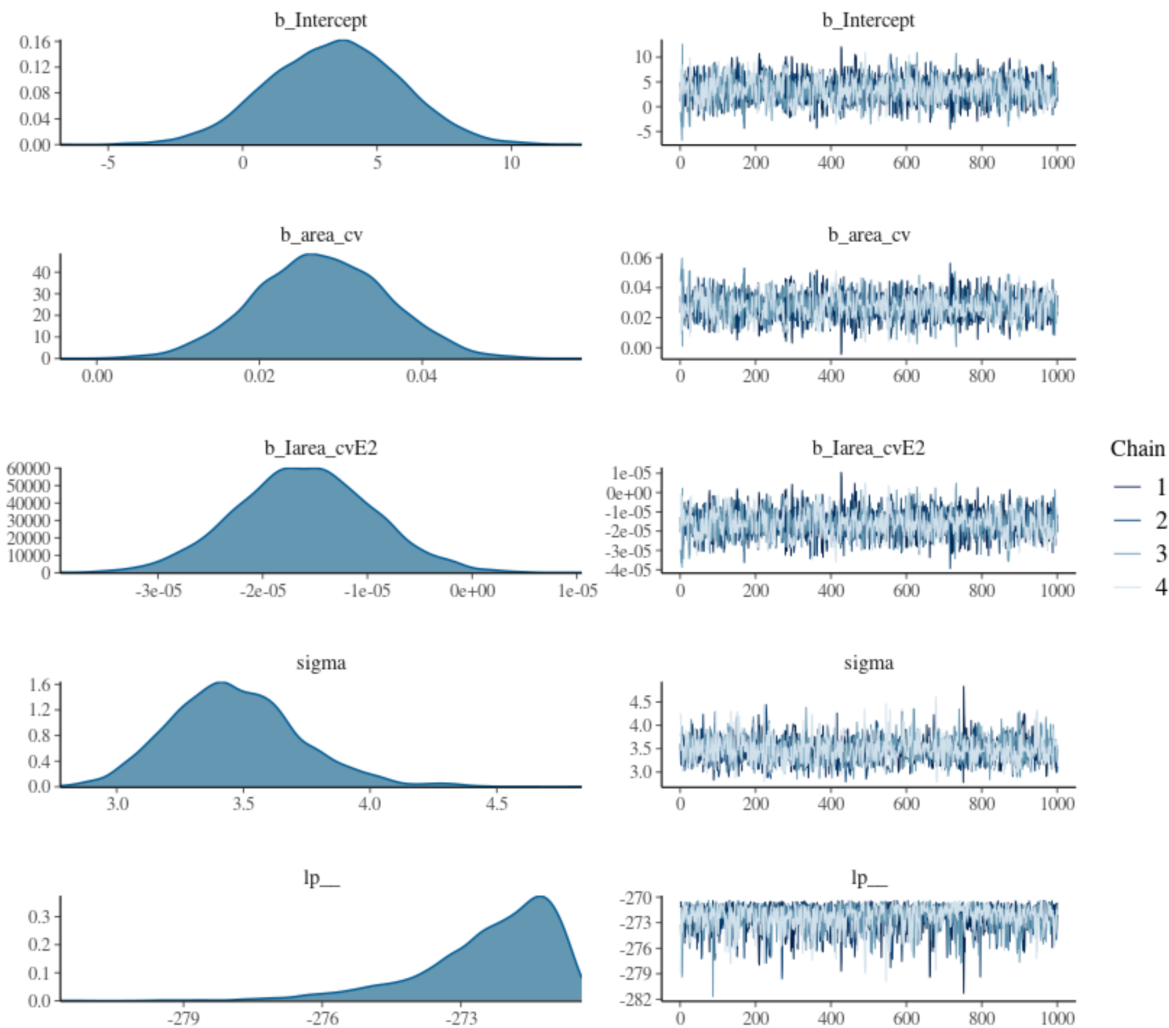 b_Intercept
0.16
0.12
0.08
0.04
0.00
-5 0 5 10
b_Intercept
10
5
0
-5
0 200 400 600 800 1000
b_area_cv
40
30
20
10
0
0.00 0.02 0.04
b_area_cv
0.06
0.04
0.02
0.00
0 200 400 600 800 1000
b_Iarea_cvE2
60000
50000
40000
30000
20000
10000
0
-3e-05 -2e-05 -1e-05 0e+00 1e-05
b_Iarea_cvE2
1e-05
0e+00
-1e-05
-2e-05
-3e-05
-4e-05
0 200 400 600 800 1000
sigma
1.6
1.2
0.8
0.4
0.0
3.0 3.5 4.0 4.5
sigma
4.5
4.0
3.5
3.0
0 200 400 600 800 1000
lp__
0.3
0.2
0.1
0.0
-279 -276 -273
lp__
-270
-273
-276
-279
-282
0 200 400 600 800 1000
Chain
1
2
3
4